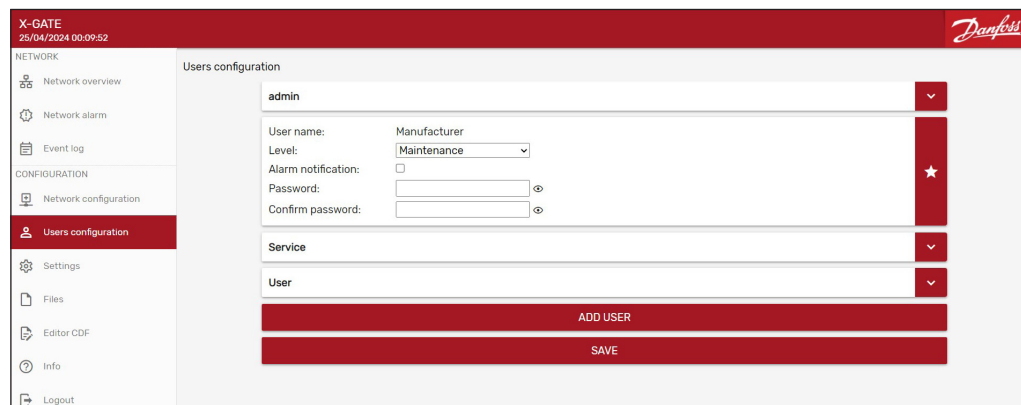 X-GATE
25/04/2024 00:09:52
Danfoss
NETWORK
Network overview
Network alarm
Event log
CONFIGURATION
Network configuration
Users configuration
Settings
Files
Editor CDF
Info
Logout
Users configuration
admin
User name: Manufacturer
Level: Maintenance
Alarm notification:
Password:
Confirm password:
Service
User
ADD USER
SAVE